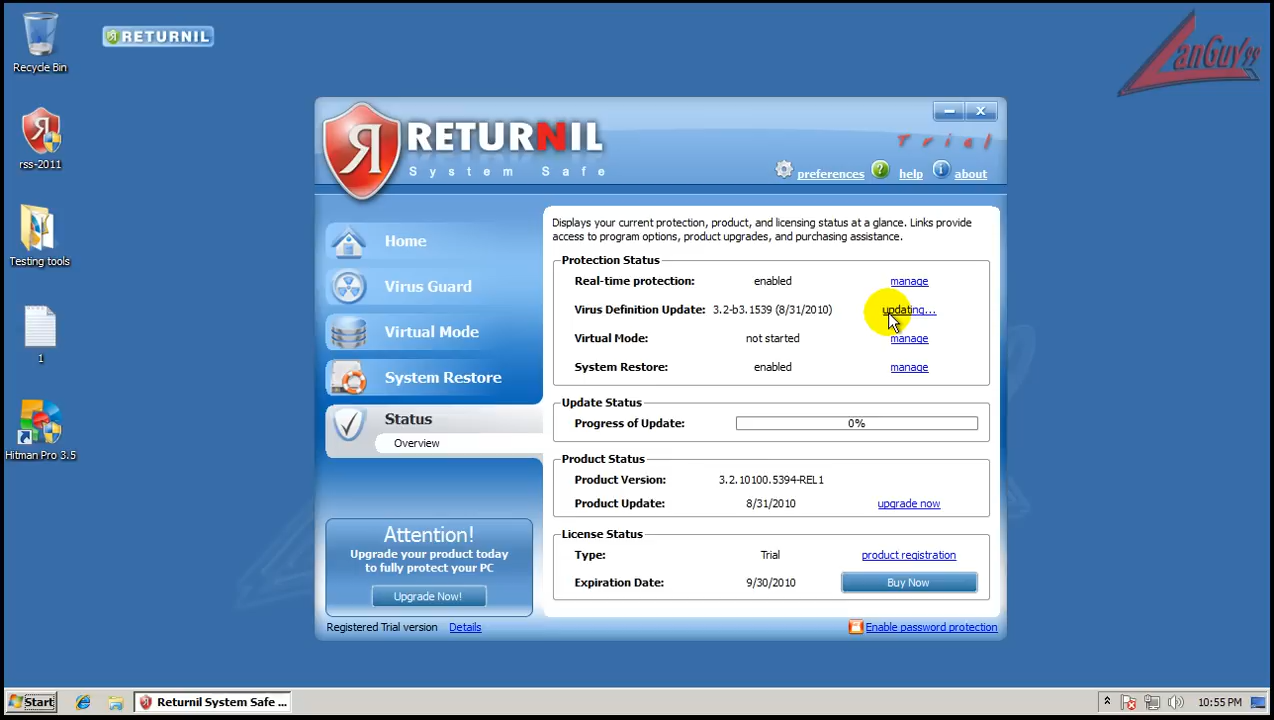 Recycle Bin
RETURNIL
LanGuy99
rss-2011
Testing tools
1
Hitman Pro 3.5
RETURNIL
System Safe
Trial
preferences
help
about
Home
Virus Guard
Virtual Mode
System Restore
Status
Overview
Attention!
Upgrade your product today
to fully protect your PC
Upgrade Now!
Registered Trial version Details
Displays your current protection, product, and licensing status at a glance. Links provide
access to program options, product upgrades, and purchasing assistance.
Protection Status
Real-time protection: enabled manage
Virus Definition Update: 3.2-b3.1539 (8/31/2010) updating...
Virtual Mode: not started manage
System Restore: enabled manage
Update Status
Progress of Update: 0%
Product Status
Product Version: 3.2.10100.5394-REL1
Product Update: 8/31/2010 upgrade now
License Status
Type: Trial product registration
Expiration Date: 9/30/2010 Buy Now
Enable password protection
Start
Returnil System Safe ...
10:55 PM